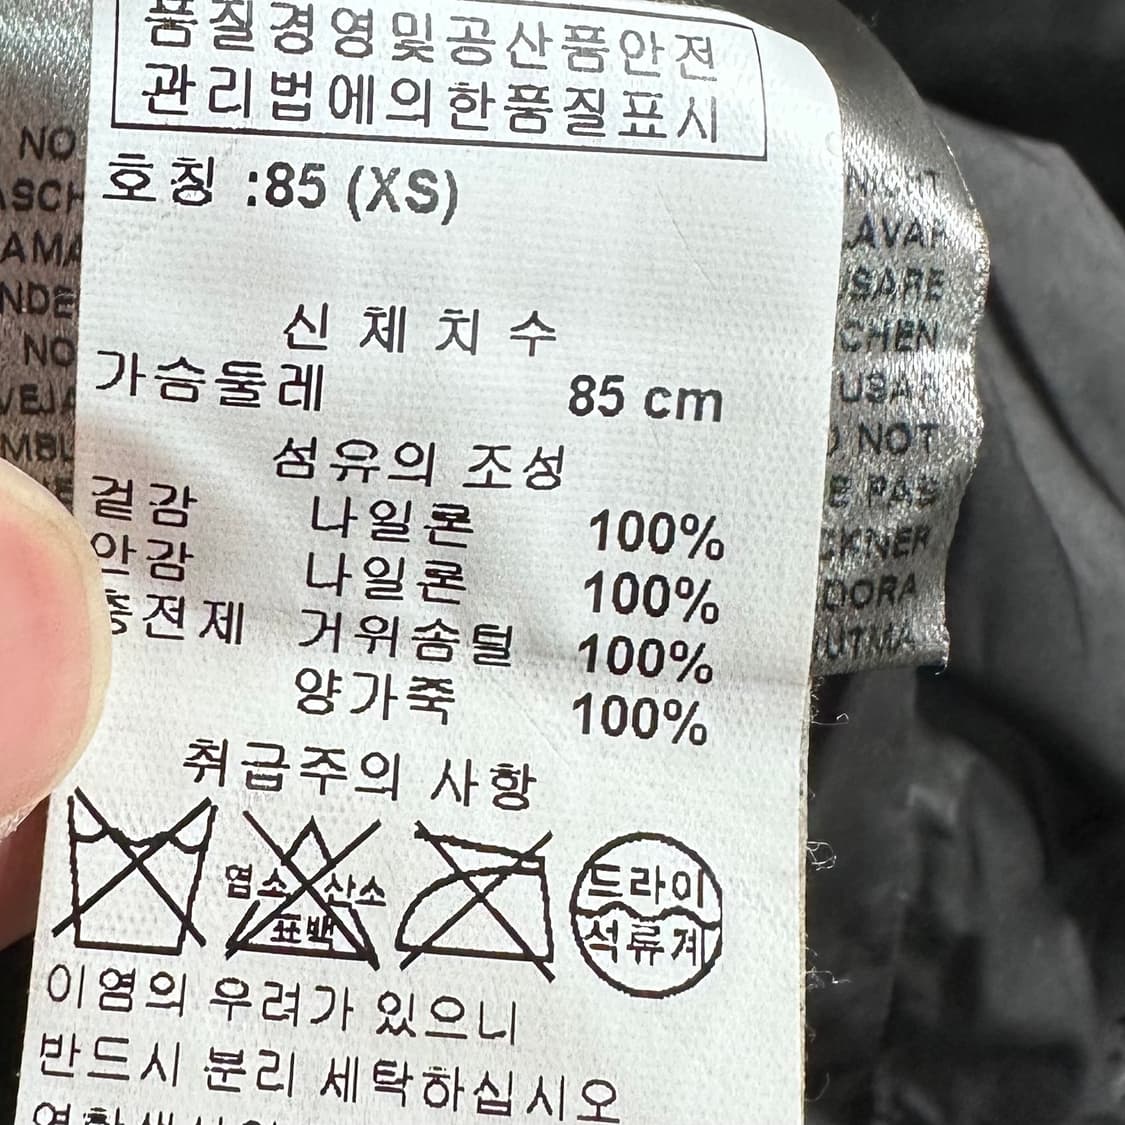 품질경영및공산품안전
관리법에의한품질표시
호칭 :85 (XS)
신 체 치 수
가슴둘레 85 cm
섬유의 조성
겉감 나일론 100%
안감 나일론 100%
충전제 거위솜털 100%
양가죽 100%
취급주의 사항
염소 산소
표백
드라이
석유계
이염의 우려가 있으니
반드시 분리 세탁하십시오
NO
NO
USARE
NOT
PAS